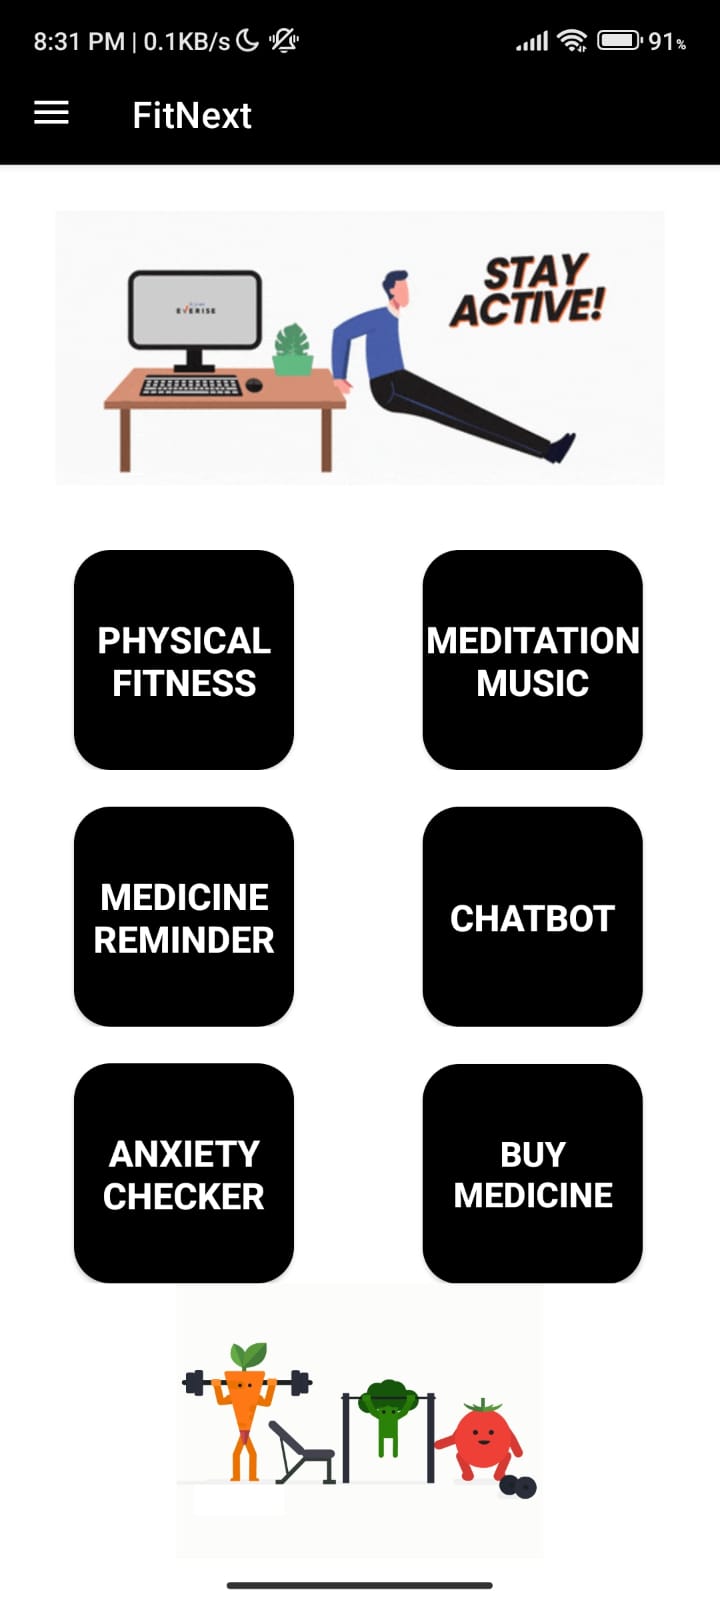 8:31 PM | 0.1KB/s 91%
FitNext
STAY
ACTIVE!
EVERISE
PHYSICAL
FITNESS
MEDITATION
MUSIC
MEDICINE
REMINDER
CHATBOT
ANXIETY
CHECKER
BUY
MEDICINE